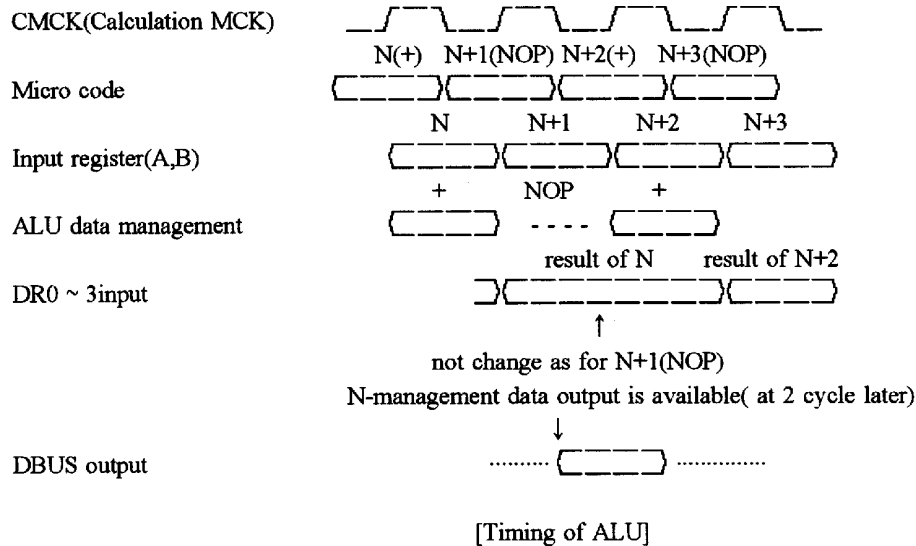 CMCK(Calculation MCK)
N(+) N+1(NOP) N+2(+) N+3(NOP)
Micro code
N N+1 N+2 N+3
Input register(A,B)
+ NOP +
ALU data management
result of N result of N+2
DR0 ~ 3input
not change as for N+1(NOP)
N-management data output is available( at 2 cycle later)
DBUS output
[Timing of ALU]